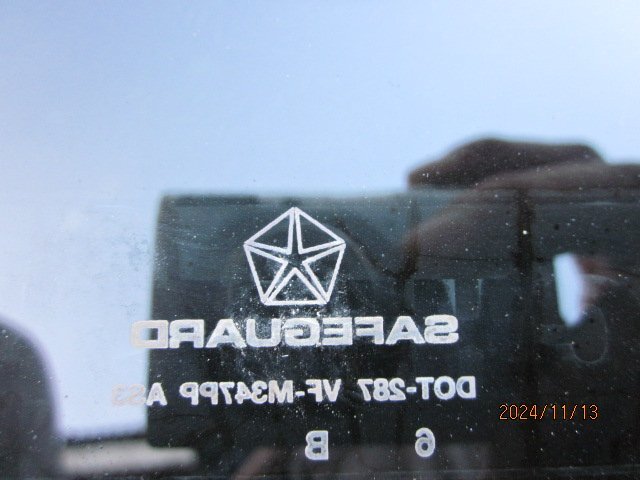 SAFEGUARD
DOT-287 VF-M347PP AS3
6 B
2024/11/13